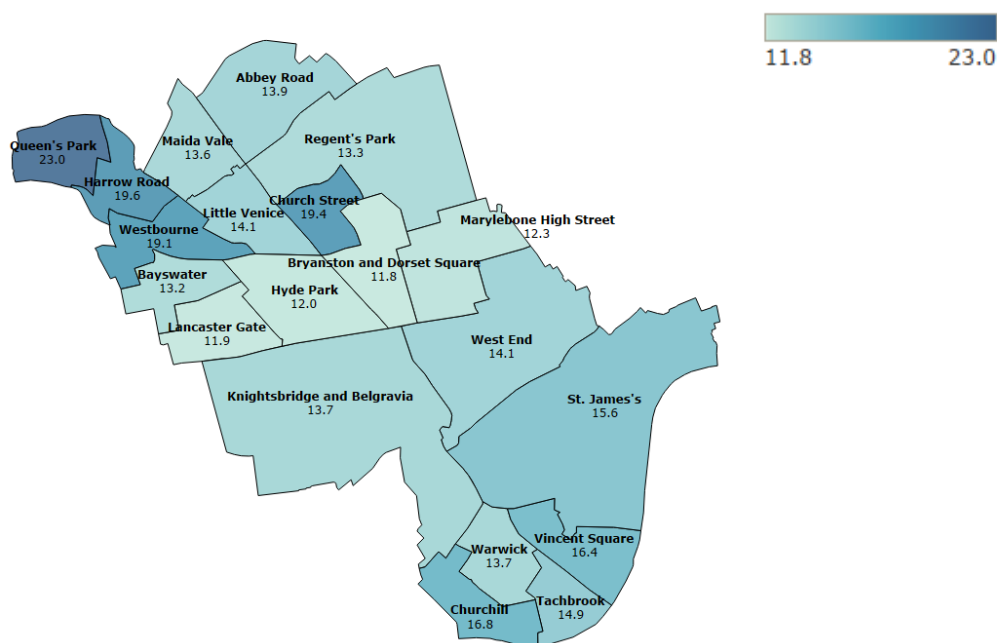 11.8 23.0
Abbey Road
13.9
Queen's Park
23.0
Maida Vale
13.6
Regent's Park
13.3
Harrow Road
19.6
Church Street
19.4
Little Venice
14.1
Marylebone High Street
12.3
Westbourne
19.1
Bryanston and Dorset Square
11.8
Bayswater
13.2
Hyde Park
12.0
Lancaster Gate
11.9
West End
14.1
Knightsbridge and Belgravia
13.7
St. James's
15.6
Vincent Square
16.4
Warwick
13.7
Tachbrook
14.9
Churchill
16.8